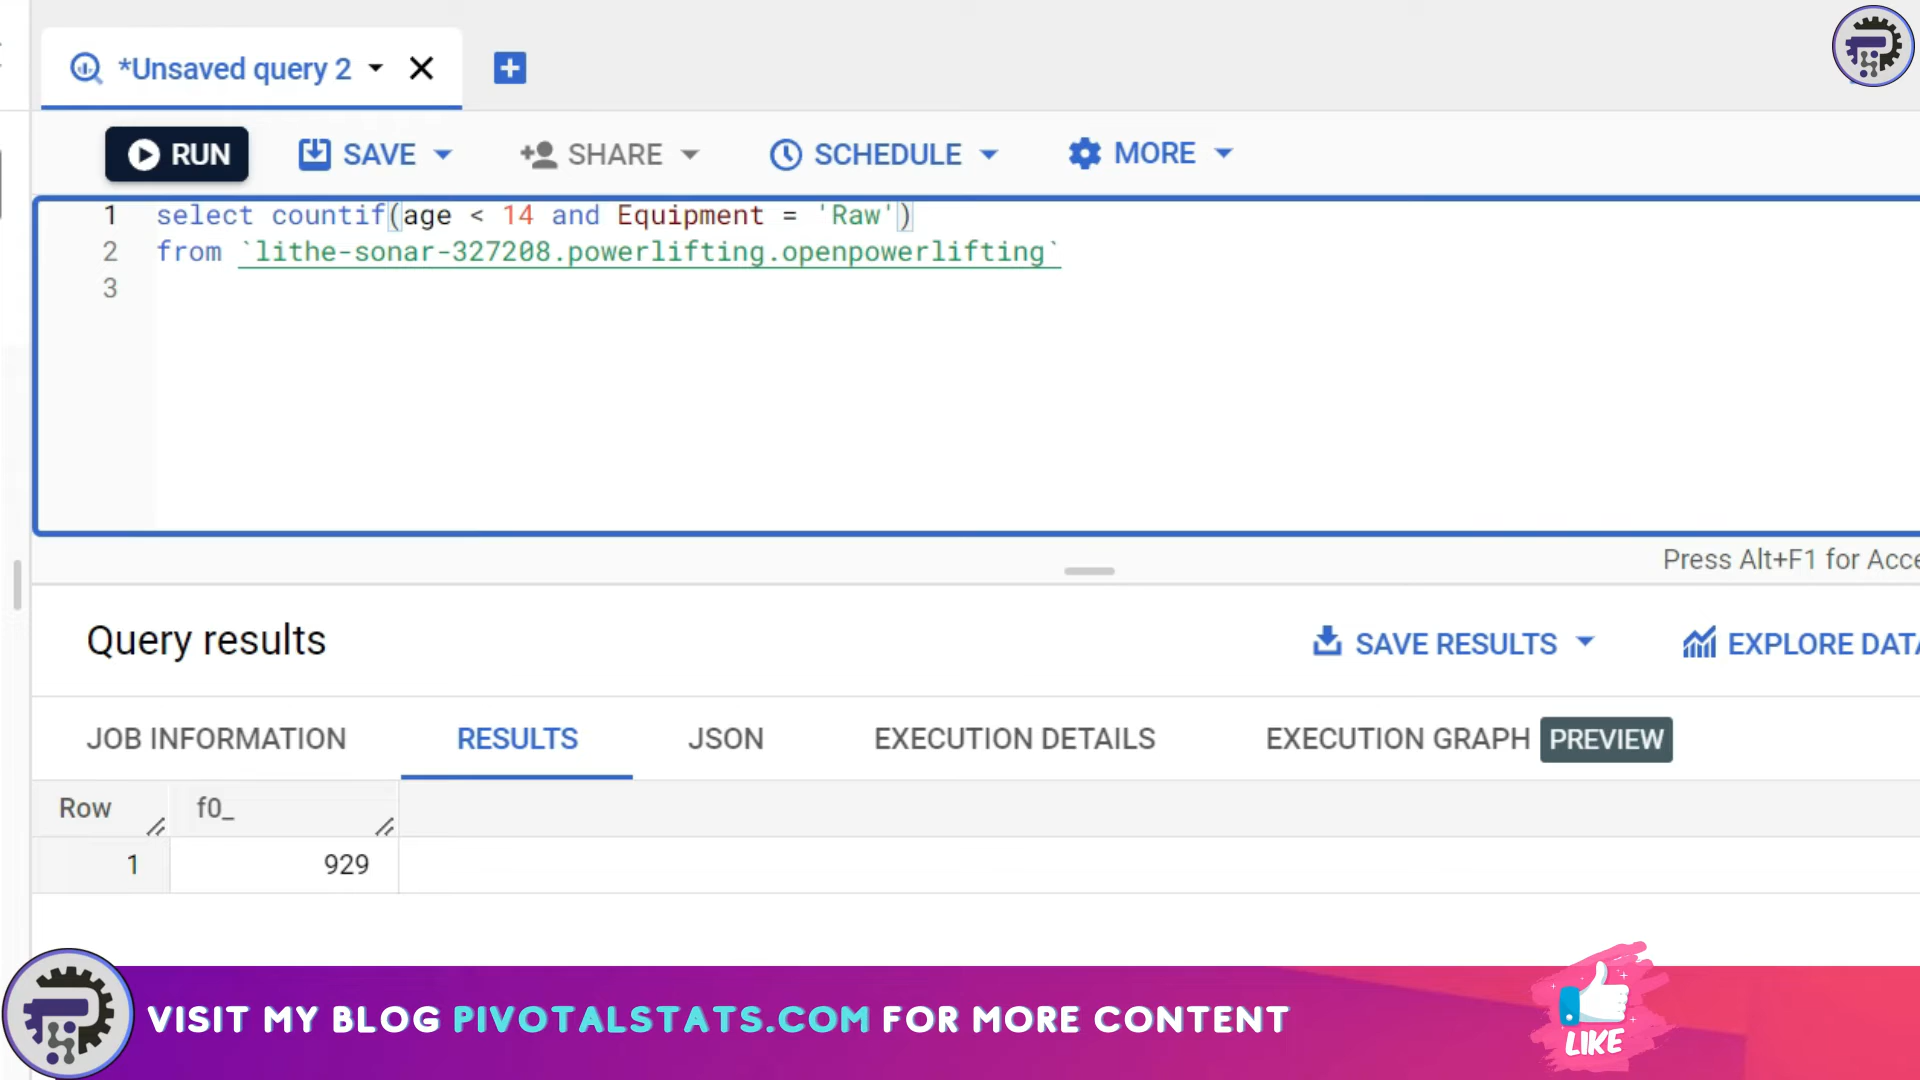 *Unsaved query 2
RUN SAVE SHARE SCHEDULE MORE
1 select countif(age < 14 and Equipment = 'Raw')
2 from `lithe-sonar-327208.powerlifting.openpowerlifting`
3
Press Alt+F1 for Acce
Query results
SAVE RESULTS EXPLORE DATA
JOB INFORMATION RESULTS JSON EXECUTION DETAILS EXECUTION GRAPH PREVIEW
Row f0_
1 929
VISIT MY BLOG PIVOTALSTATS.COM FOR MORE CONTENT
LIKE